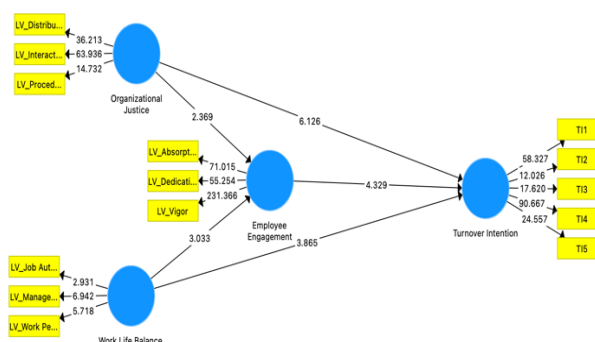 LV_Distribu...
36.213
LV_Interact...
63.936
14.732
LV_Proced...
Organizational
Justice
6.126
2.369
LV_Absorpt...
71.015
LV_Dedicati...
55.254
231.366
LV_Vigor
Employee
Engagement
4.329
3.033
3.865
TI1
58.327
TI2
12.026
17.620
TI3
90.667
TI4
24.557
TI5
Turnover Intention
LV_Job Aut...
2.931
LV_Manage...
6.942
5.718
LV_Work Pe...
Work Life Balance